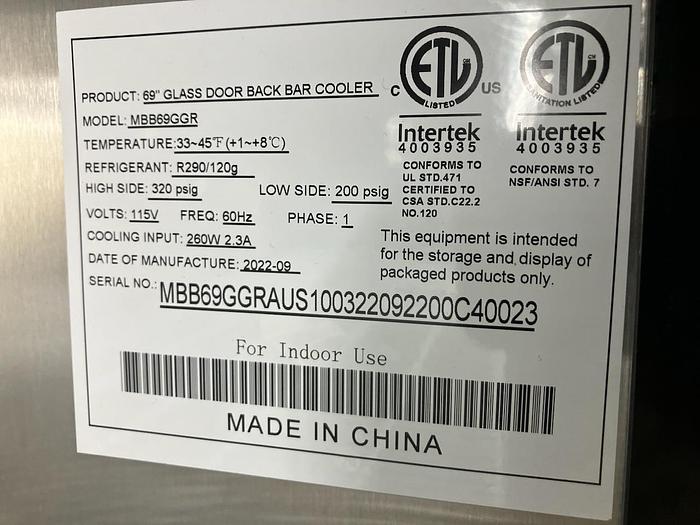 PRODUCT: 69" GLASS DOOR BACK BAR COOLER
MODEL: MBB69GGR
TEMPERATURE: 33~45℉ (+1~+8℃)
REFRIGERANT: R290/120g
HIGH SIDE: 320 psig LOW SIDE: 200 psig
VOLTS: 115V FREQ: 60Hz PHASE: 1
COOLING INPUT: 260W 2.3A
DATE OF MANUFACTURE: 2022-09
SERIAL NO.: MBB69GGRAUS100322092200C40023
C ETL US
LISTED
Intertek
4003935
CONFORMS TO
UL STD.471
CERTIFIED TO
CSA STD.C22.2
NO.120
ETL CM
SANITATION LISTED
Intertek
4003935
CONFORMS TO
NSF/ANSI STD. 7
This equipment is intended
for the storage and display of
packaged products only.
For Indoor Use
MADE IN CHINA